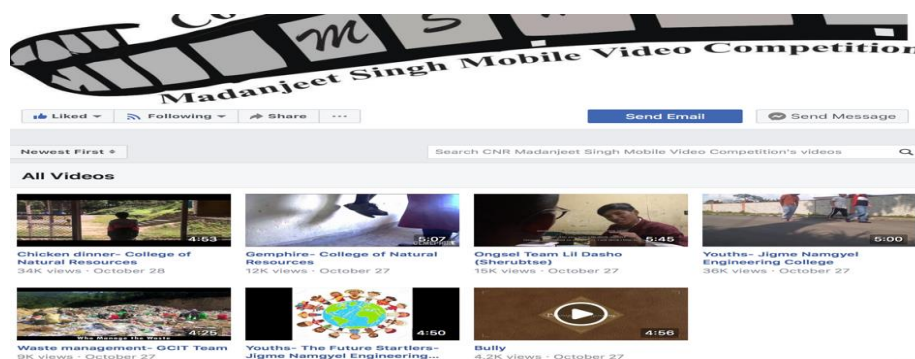 Co
m s
Madanjeet Singh Mobile Video Competition
Liked Following Share ...
Send Email Send Message
Newest First
Search CNR Madanjeet Singh Mobile Video Competition's videos
All Videos
4:53 5:07 5:45 5:00
Chicken dinner- College of Natural Resources
34K views · October 28
Gemphire- College of Natural Resources
12K views · October 27
Ongsel Team Lil Dasho (Sherubtse)
15K views · October 27
Youths- Jigme Namgyel Engineering College
36K views · October 27
Who Manage the Waste
4:25 4:50 4:56
Waste management- GCIT Team
9K views · October 27
Youths- The Future Startlers- Jigme Namgyel Engineering...
Bully
4.2K views · October 27